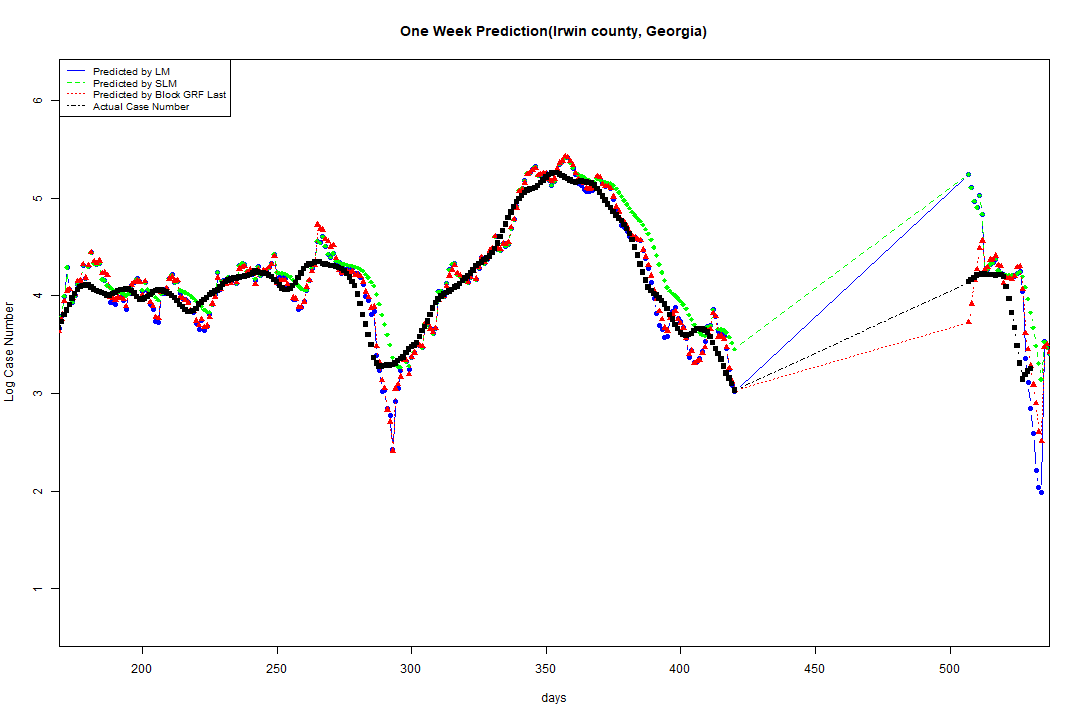 One Week Prediction(Irwin county, Georgia)
Predicted by LM
Predicted by SLM
Predicted by Block GRF Last
Actual Case Number
6
5
4
3
2
1
Log Case Number
200 250 300 350 400 450 500
days